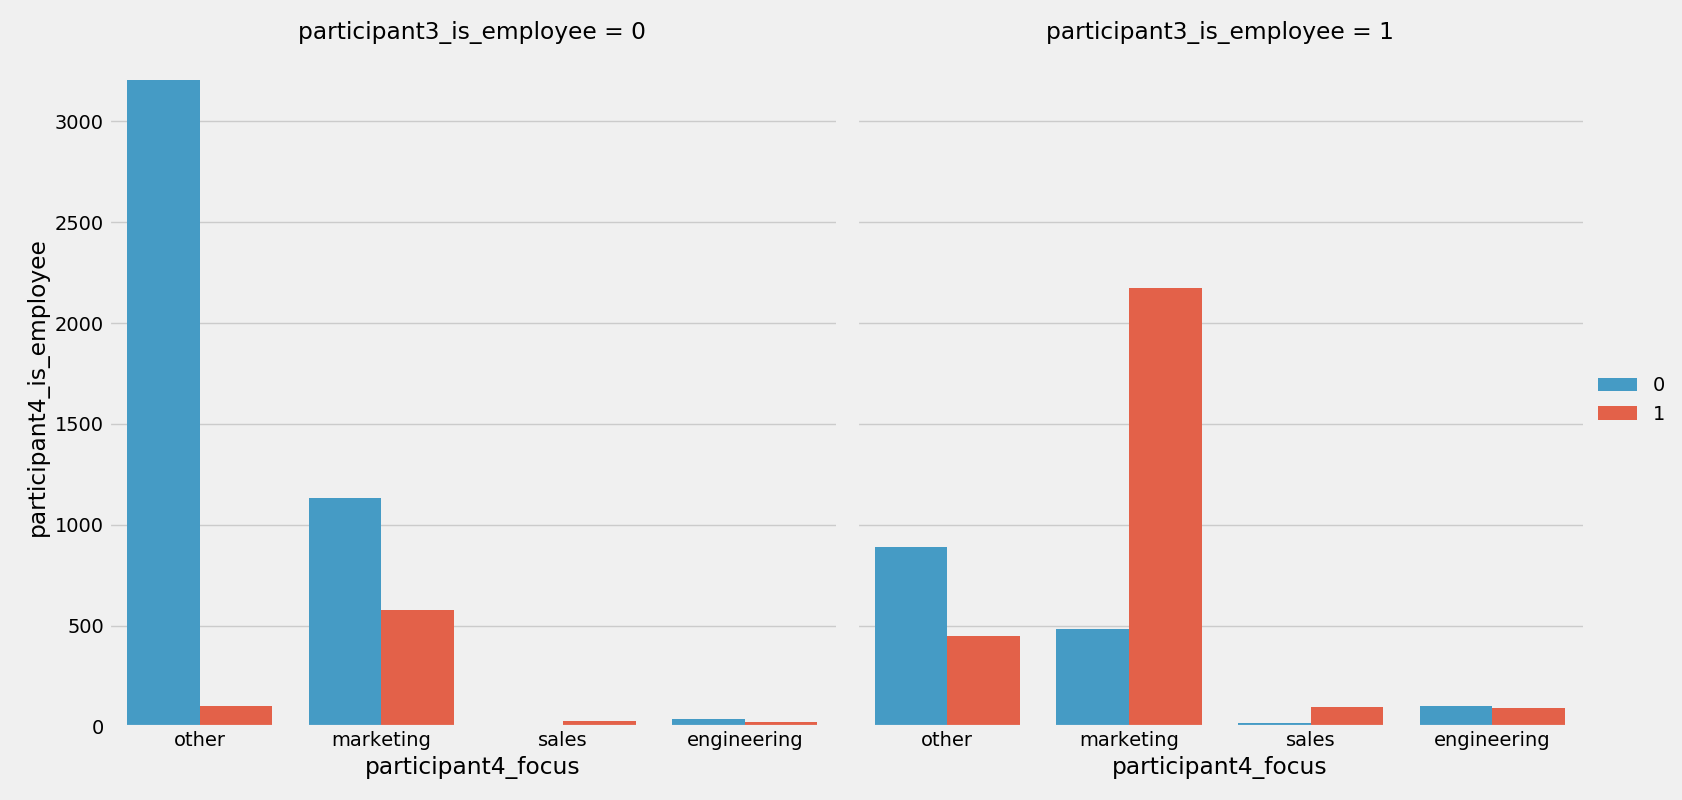 participant3_is_employee = 0
participant3_is_employee = 1
participant4_is_employee
3000
2500
2000
1500
1000
500
0
other marketing sales engineering
other marketing sales engineering
participant4_focus
participant4_focus
0
1